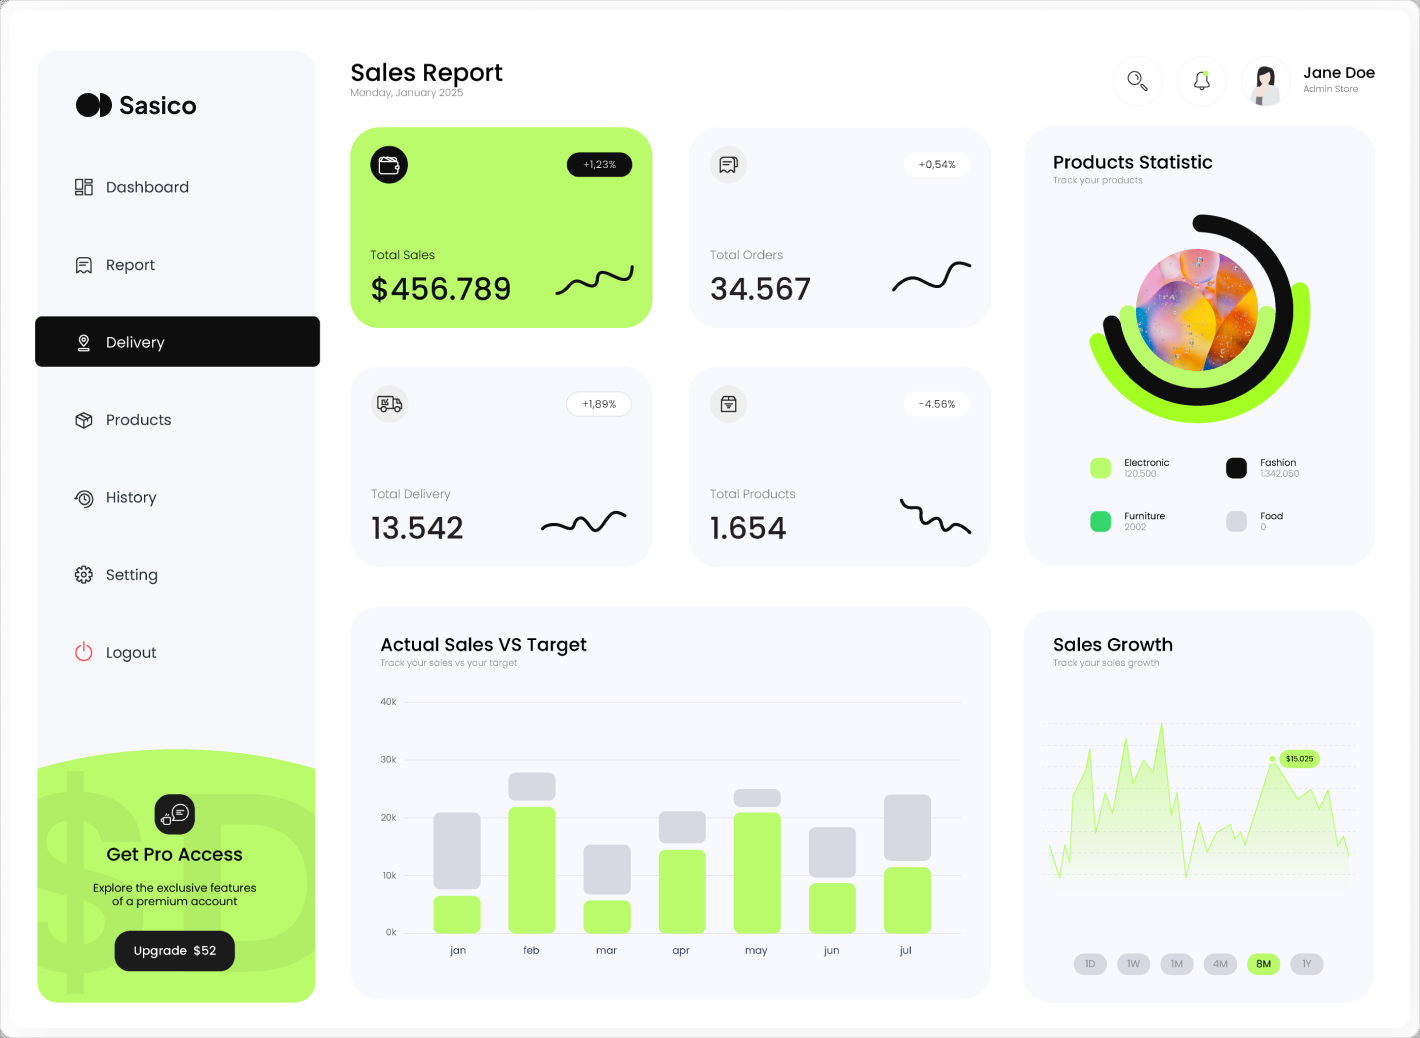 Sasico
Dashboard
Report
Delivery
Products
History
Setting
Logout
$D
Get Pro Access
Explore the exclusive features
of a premium account
Upgrade $52
Sales Report
Monday, January 2025
Jane Doe
Admin Store
+1,23%
Total Sales
$456.789
+0,54%
Total Orders
34.567
+1,89%
Total Delivery
13.542
-4.56%
Total Products
1.654
Products Statistic
Track your products
Electronic
120.500
Fashion
1.342.050
Furniture
2002
Food
0
Actual Sales VS Target
Track your sales vs your target
40k
30k
20k
10k
0k
jan feb mar apr may jun jul
Sales Growth
Track your sales growth
$15.025
1D 1W 1M 4M 8M 1Y